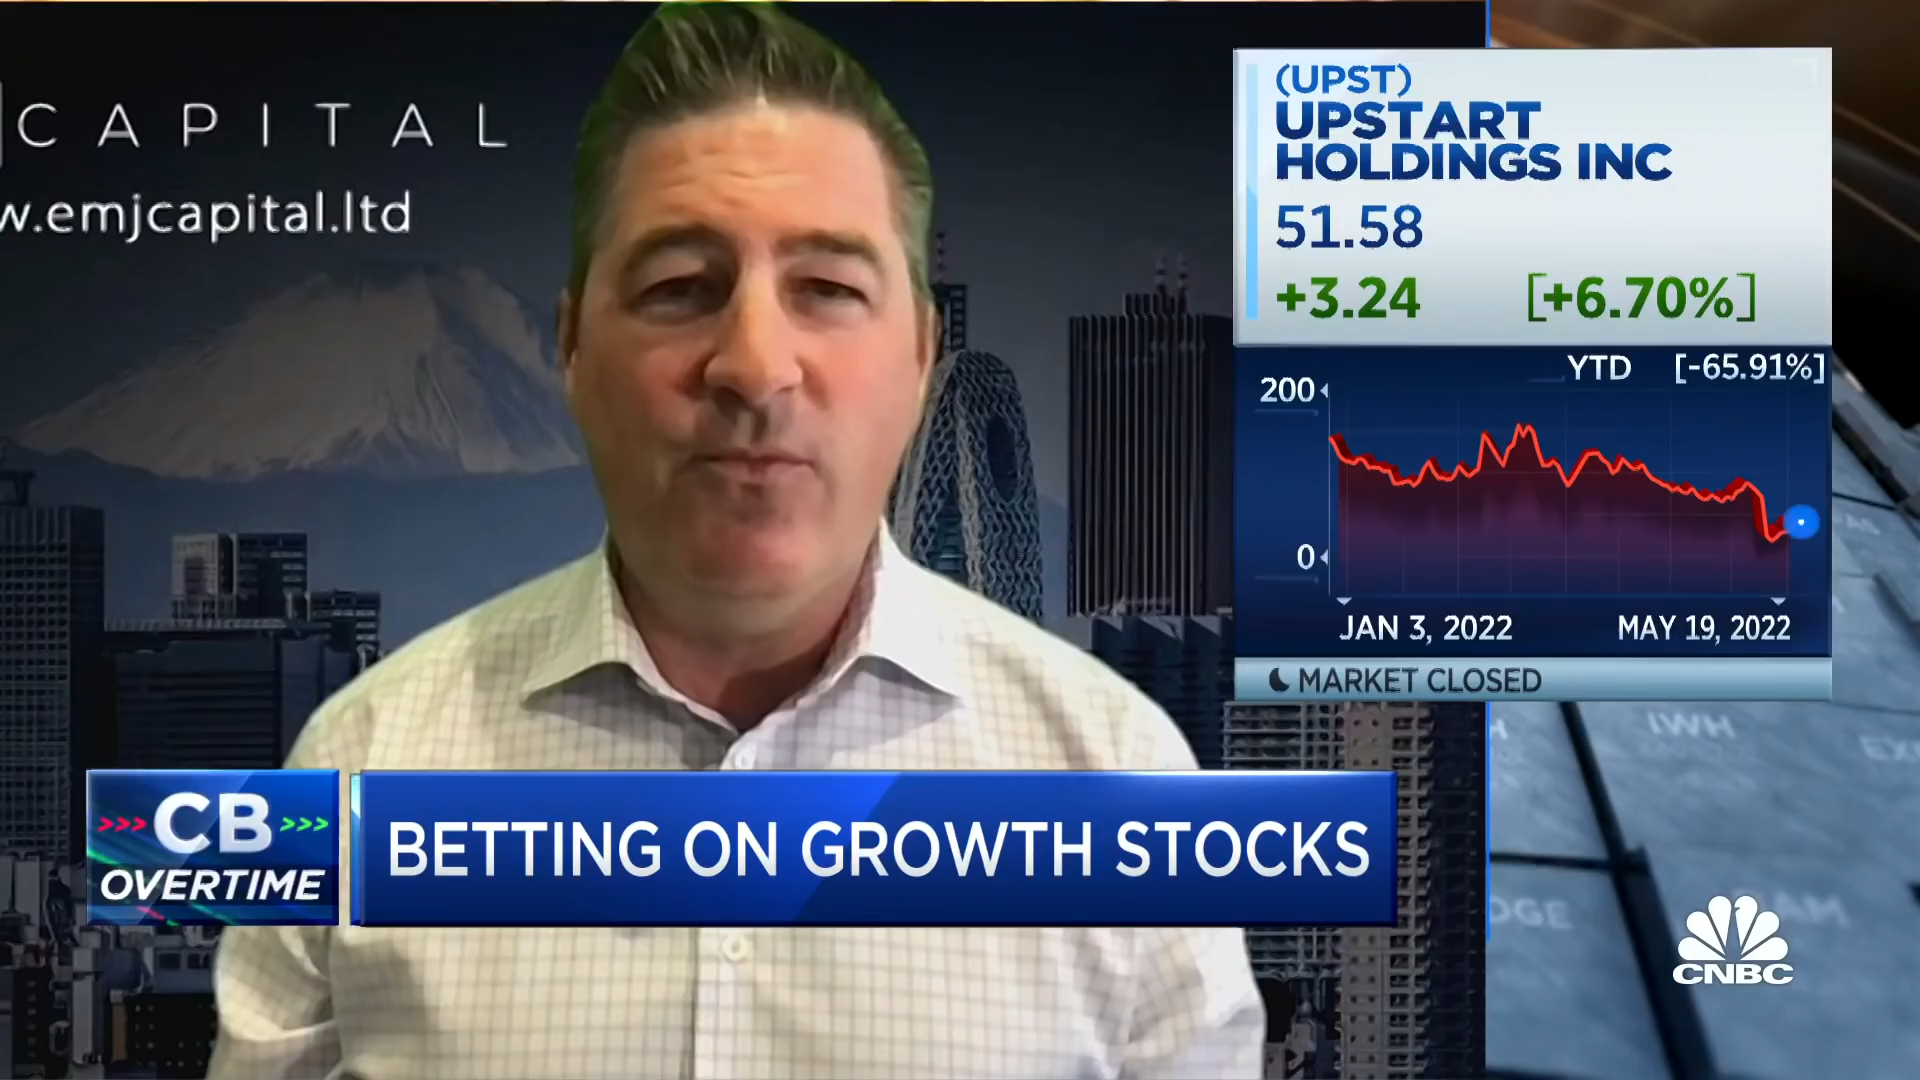 CAPITAL
w.emjcapital.ltd
(UPST)
UPSTART
HOLDINGS INC
51.58
+3.24 [+6.70%]
YTD [-65.91%]
200
0
JAN 3, 2022 MAY 19, 2022
MARKET CLOSED
IWH
>>> CB >>>
OVERTIME
BETTING ON GROWTH STOCKS
CNBC